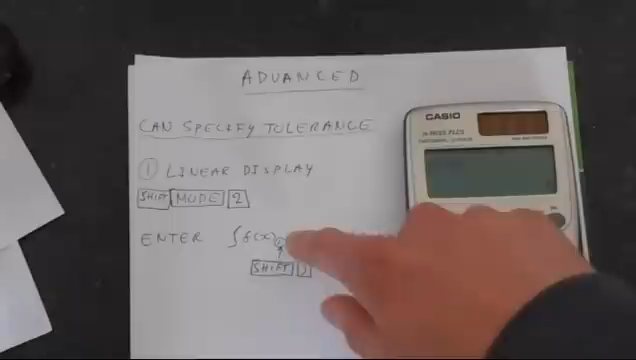 ADVANCED
CAN SPECIFY TOLERANCE
① LINEAR DISPLAY
SHIFT MODE 2
ENTER ∫f(x)
SHIFT )
CASIO